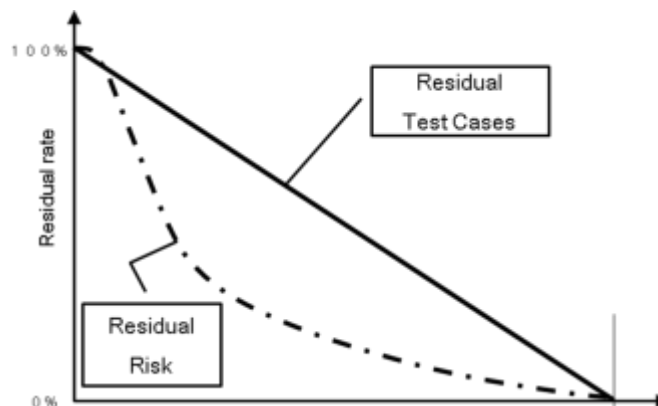 100%
Residual
Test Cases
Residual rate
Residual
Risk
0%